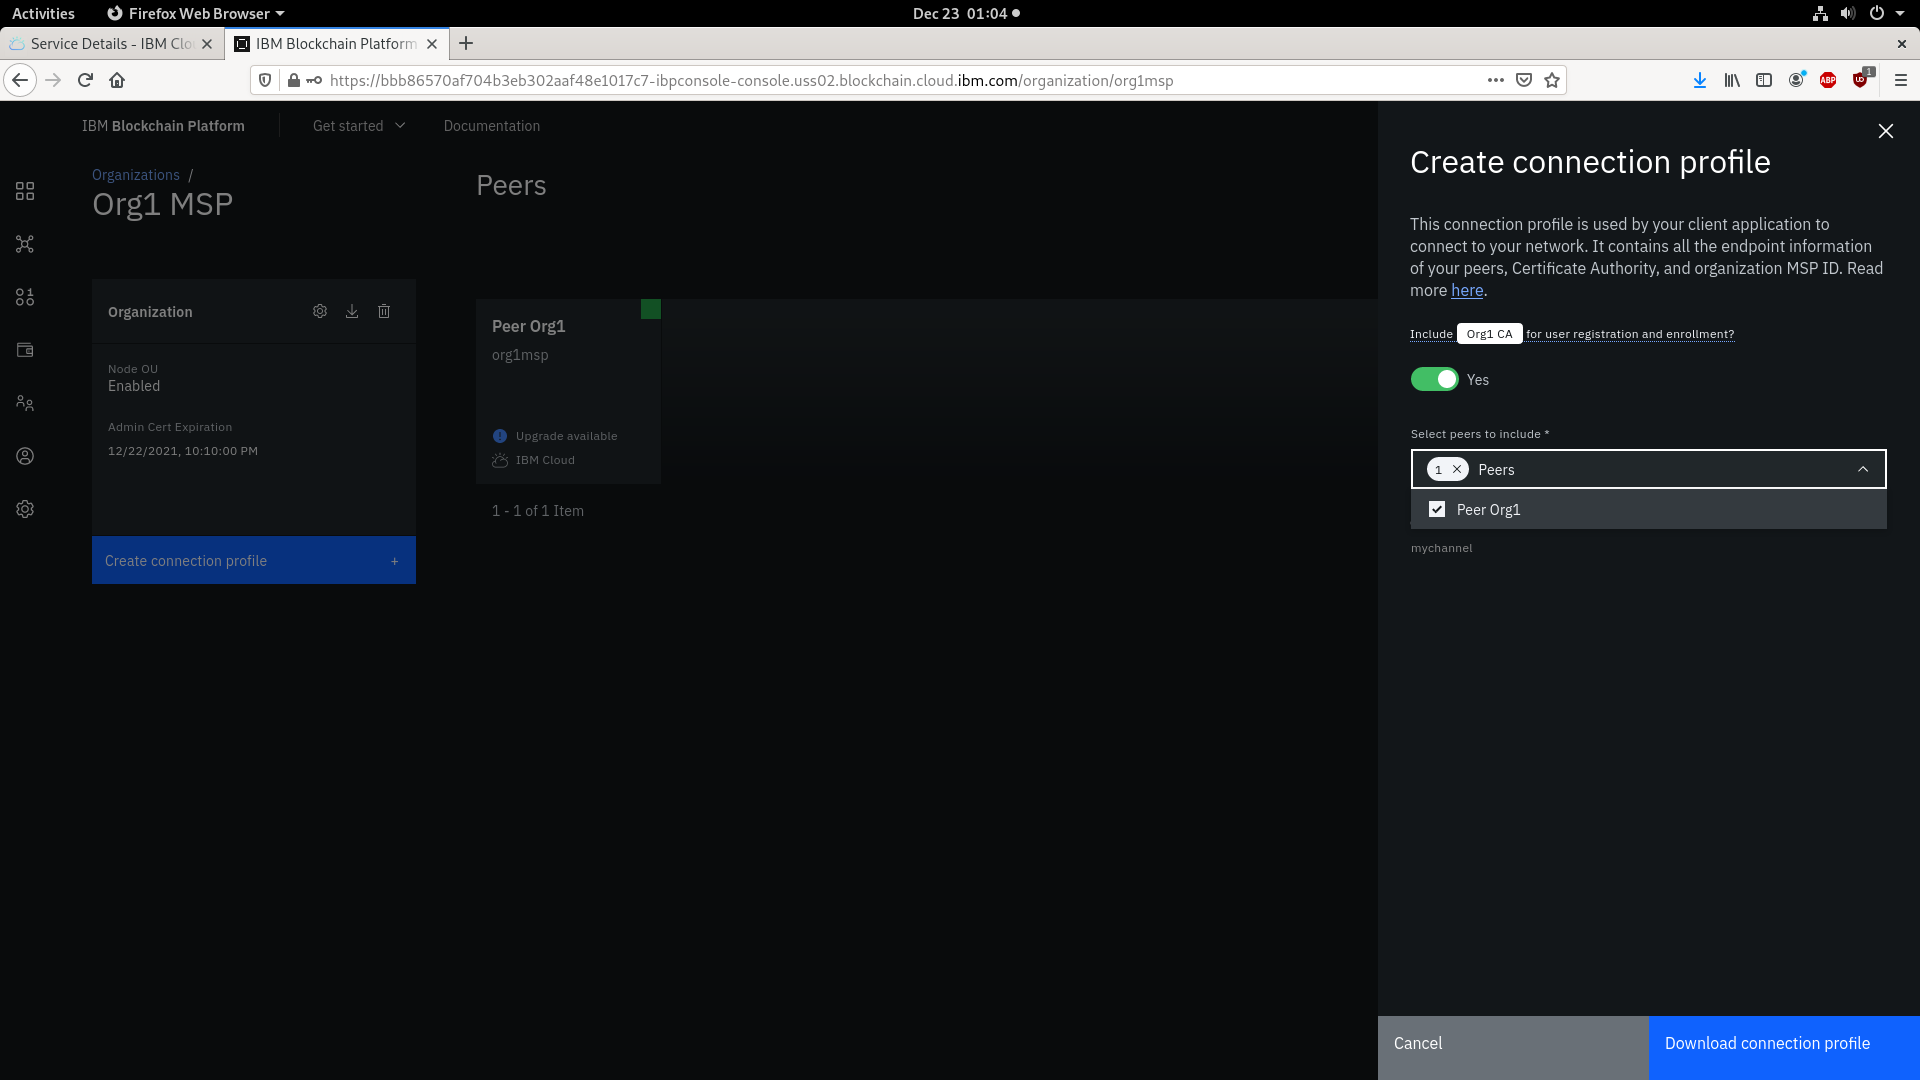 Activities
Firefox Web Browser
Dec 23 01:04
Service Details - IBM Clo
IBM Blockchain Platform
https://bbb86570af704b3eb302aaf48e1017c7-ibpconsole-console.uss02.blockchain.cloud.ibm.com/organization/org1msp
ABP
1
IBM Blockchain Platform
Get started
Documentation
Organizations /
Org1 MSP
Organization
Node OU
Enabled
Admin Cert Expiration
12/22/2021, 10:10:00 PM
Create connection profile +
Peers
Peer Org1
org1msp
Upgrade available
IBM Cloud
1 - 1 of 1 Item
Create connection profile
This connection profile is used by your client application to
connect to your network. It contains all the endpoint information
of your peers, Certificate Authority, and organization MSP ID. Read
more here.
Include Org1 CA for user registration and enrollment?
Yes
Select peers to include *
1 Peers
Peer Org1
mychannel
Cancel
Download connection profile